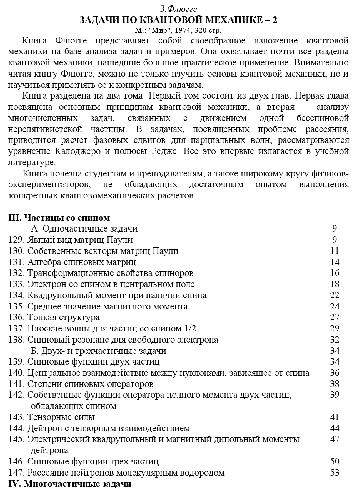 З. Флюгге
ЗАДАЧИ ПО КВАНТОВОЙ МЕХАНИКЕ – 2
М.: "Мир", 1974, 320 стр.
Книга Флюгге представляет собой своеобразное изложение квантовой
механики на базе анализа задач и примеров. Она охватывает почти все разделы
квантовой механики, нашедшие большое практическое применение. Внимательно
читая книгу Флюгге, можно не только изучить основы квантовой механики, но и
научиться применять ее к конкретным задачам.
Книга разделена на два тома. Первый том состоит из двух глав. Первая глава
посвящена основным принципам квантовой механики, а вторая — анализу
многочисленных задач, связанных с движением одной бесспиновой
нерелятивистской частицы. В задачах, посвященных проблеме рассеяния,
приводится расчет фазовых сдвигов для парциальных волн, рассматриваются
уравнение Калоджеро и полюсы Редже. Все это впервые излагается в учебной
литературе.
Книга полезна студентам и преподавателям, а также широкому кругу физиков-
экспериментаторов, не обладающих достаточным опытом выполнения
конкретных квантовомеханических расчетов.
III. Частицы со спином
А. Одночастичные задачи 9
129. Явный вид матриц Паули 9
130. Собственные векторы матриц Паули 11
131. Алгебра спиновых матриц 14
132. Трансформационные свойства спиноров 16
133. Электрон со спином в центральном поле 18
134. Квадрупольный момент при наличии спина 22
135. Среднее значение магнитного момента 24
136. Тонкая структура 27
137. Плоские волны для частиц со спином 1/2 29
138. Спиновый резонанс для свободного электрона 32
Б. Двух- и трехчастичные задачи 34
139. Спиновые функции двух частиц 34
140. Центральное взаимодействие между нуклонами, зависящее от спина 36
141. Степени спиновых операторов 38
142. Собственные функции оператора полного момента двух частиц, 39
обладающих спином
143. Тензорные силы 41
144. Дейтрон с тензорным взаимодействием 44
145. Электрический квадрупольный и магнитный дипольный моменты 47
дейтрона
146. Спиновые функции трех частиц 50
147. Рассеяние нейтронов молекулярным водородом 53
IV. Многочастичные задачи